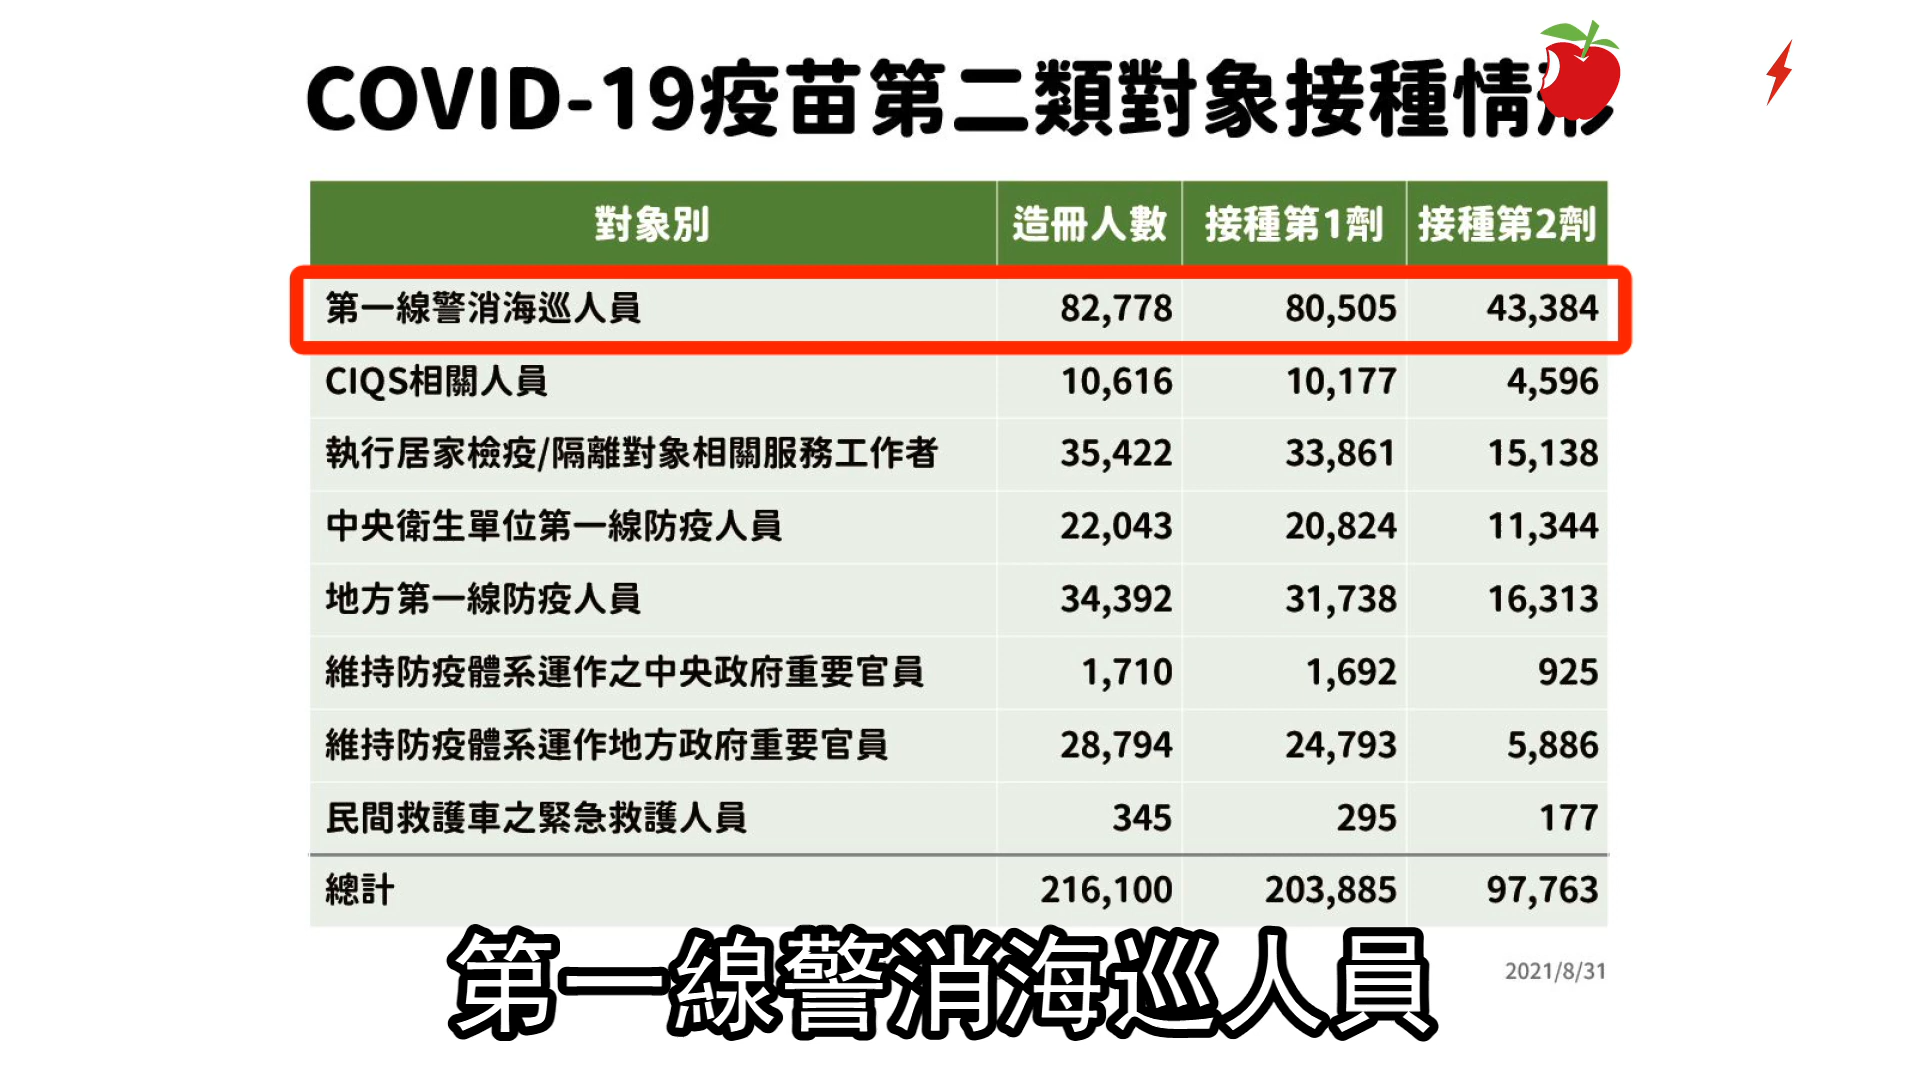 COVID-19疫苗第二類對象接種情形
對象別 造冊人數 接種第1劑 接種第2劑
第一線警消海巡人員 82,778 80,505 43,384
CIQS相關人員 10,616 10,177 4,596
執行居家檢疫/隔離對象相關服務工作者 35,422 33,861 15,138
中央衛生單位第一線防疫人員 22,043 20,824 11,344
地方第一線防疫人員 34,392 31,738 16,313
維持防疫體系運作之中央政府重要官員 1,710 1,692 925
維持防疫體系運作地方政府重要官員 28,794 24,793 5,886
民間救護車之緊急救護人員 345 295 177
總計 216,100 203,885 97,763
第一線警消海巡人員
2021/8/31